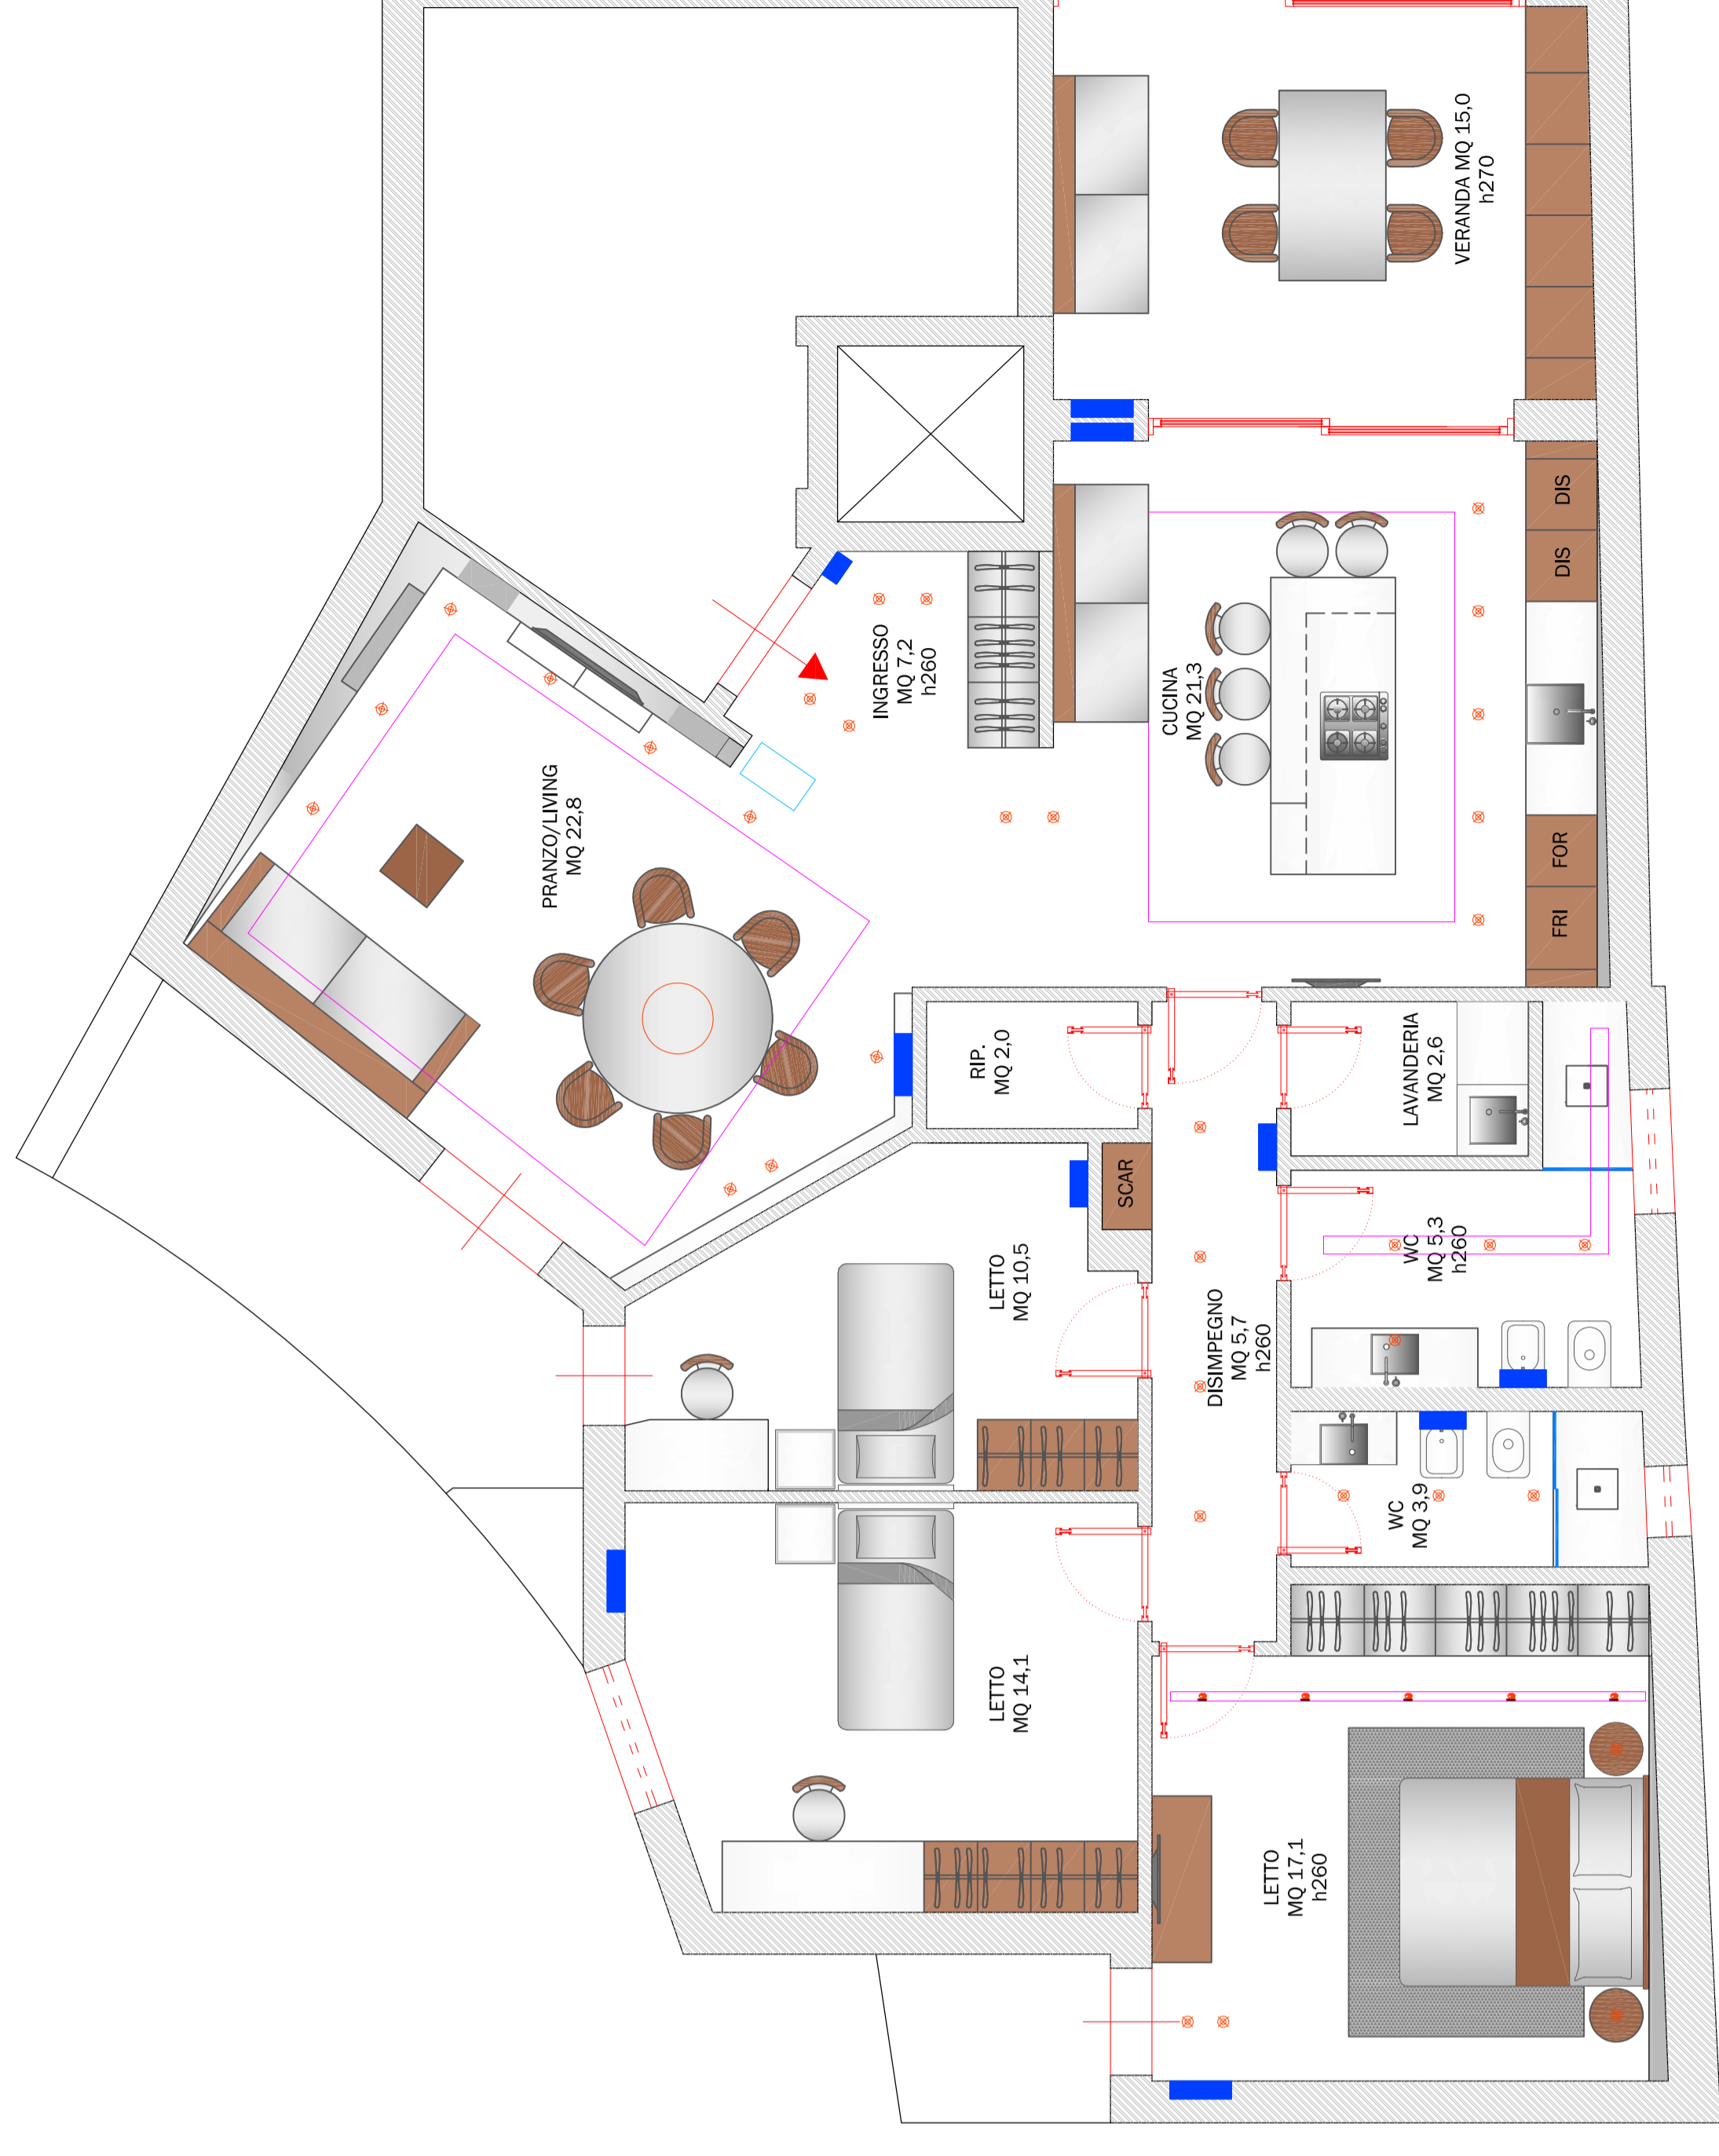 VERANDA MQ 15,0
h270
DIS
DIS
INGRESSO
MQ 7,2
h260
CUCINA
MQ 21,3
PRANZO/LIVING
MQ 22,8
FOR
FRI
RIP.
MQ 2,0
LAVANDERIA
MQ 2,6
SCAR
LETTO
MQ 10,5
WC
MQ 5,3
h260
DISIMPEGNO
MQ 5,7
h260
WC
MQ 3,9
LETTO
MQ 14,1
LETTO
MQ 17,1
h260